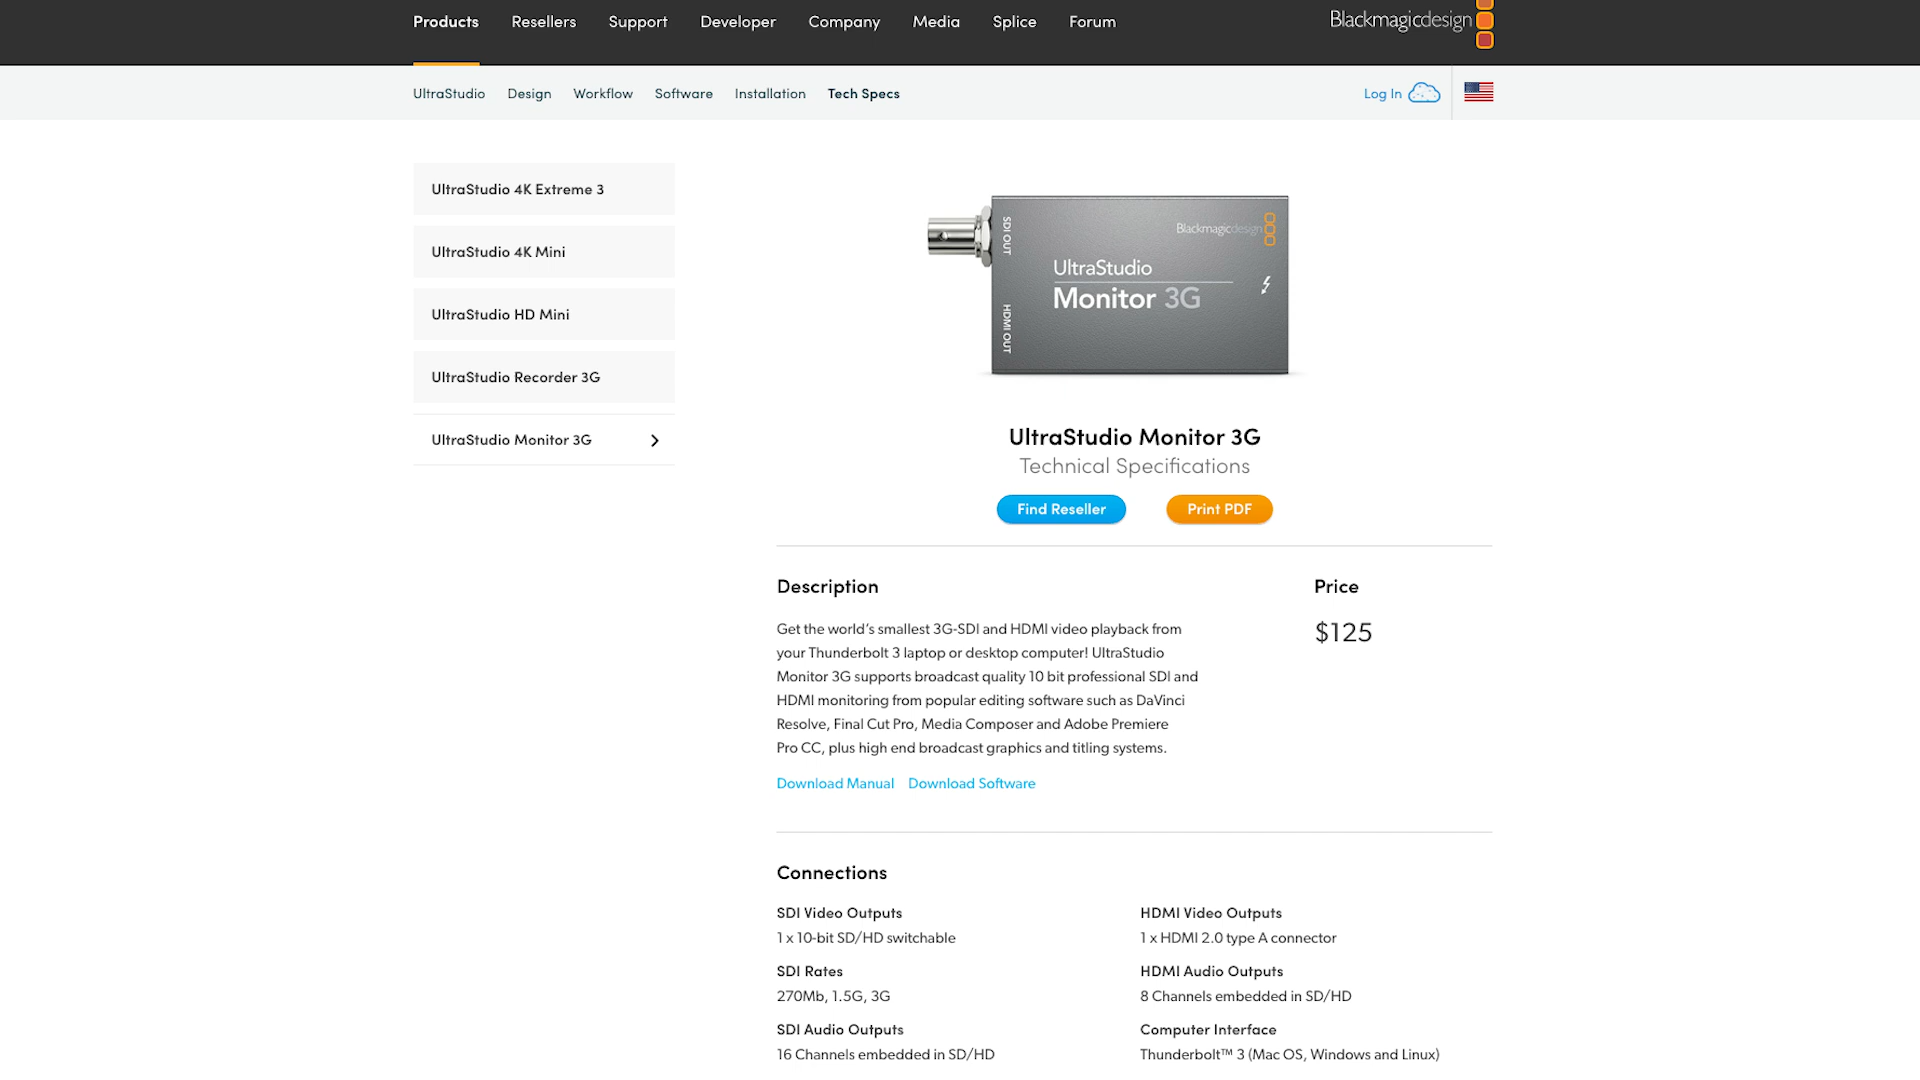 Products Resellers Support Developer Company Media Splice Forum Blackmagicdesign
UltraStudio Design Workflow Software Installation Tech Specs Log In
UltraStudio 4K Extreme 3
UltraStudio 4K Mini
UltraStudio HD Mini
UltraStudio Recorder 3G
UltraStudio Monitor 3G
SDI OUT
HDMI OUT
Blackmagicdesign
UltraStudio
Monitor 3G
UltraStudio Monitor 3G
Technical Specifications
Find Reseller Print PDF
Description
Get the world's smallest 3G-SDI and HDMI video playback from
your Thunderbolt 3 laptop or desktop computer! UltraStudio
Monitor 3G supports broadcast quality 10 bit professional SDI and
HDMI monitoring from popular editing software such as DaVinci
Resolve, Final Cut Pro, Media Composer and Adobe Premiere
Pro CC, plus high end broadcast graphics and titling systems.
Download Manual Download Software
Price
$125
Connections
SDI Video Outputs
1 x 10-bit SD/HD switchable
SDI Rates
270Mb, 1.5G, 3G
SDI Audio Outputs
16 Channels embedded in SD/HD
HDMI Video Outputs
1 x HDMI 2.0 type A connector
HDMI Audio Outputs
8 Channels embedded in SD/HD
Computer Interface
Thunderbolt™ 3 (Mac OS, Windows and Linux)